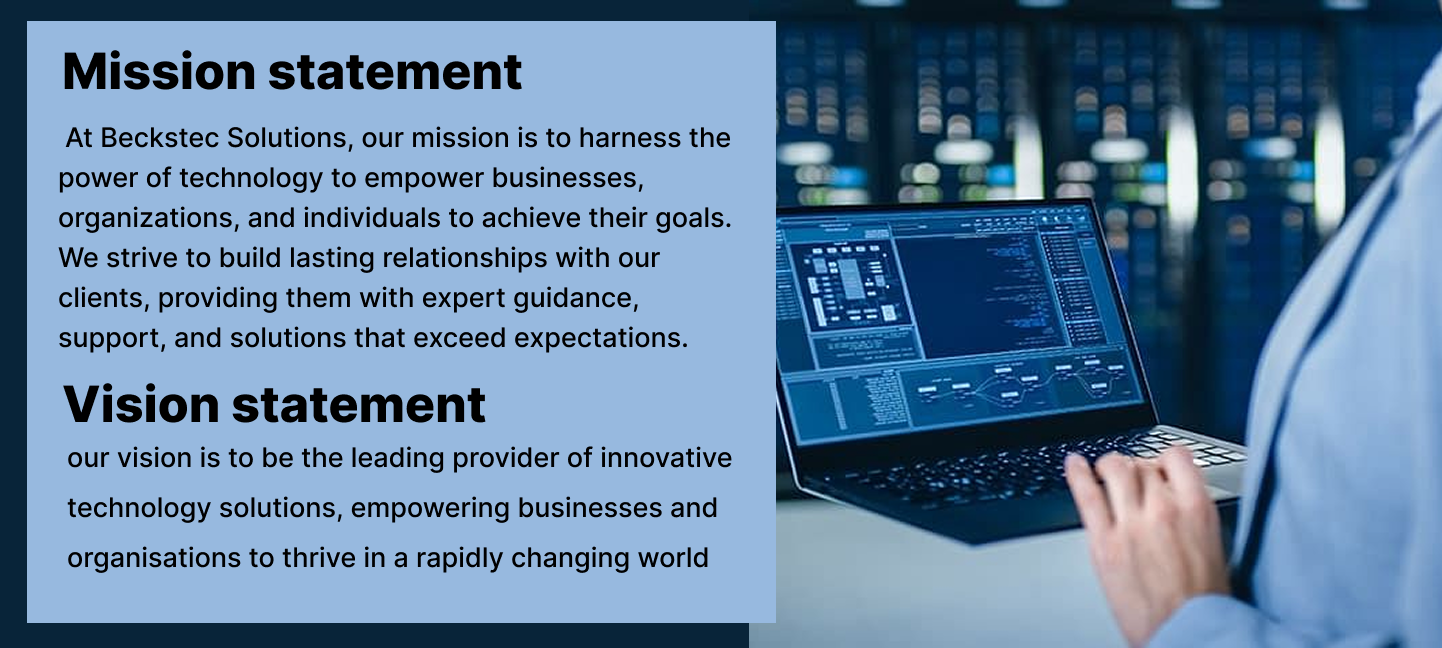 Mission statement
At Beckstec Solutions, our mission is to harness the
power of technology to empower businesses,
organizations, and individuals to achieve their goals.
We strive to build lasting relationships with our
clients, providing them with expert guidance,
support, and solutions that exceed expectations.
Vision statement
our vision is to be the leading provider of innovative
technology solutions, empowering businesses and
organisations to thrive in a rapidly changing world